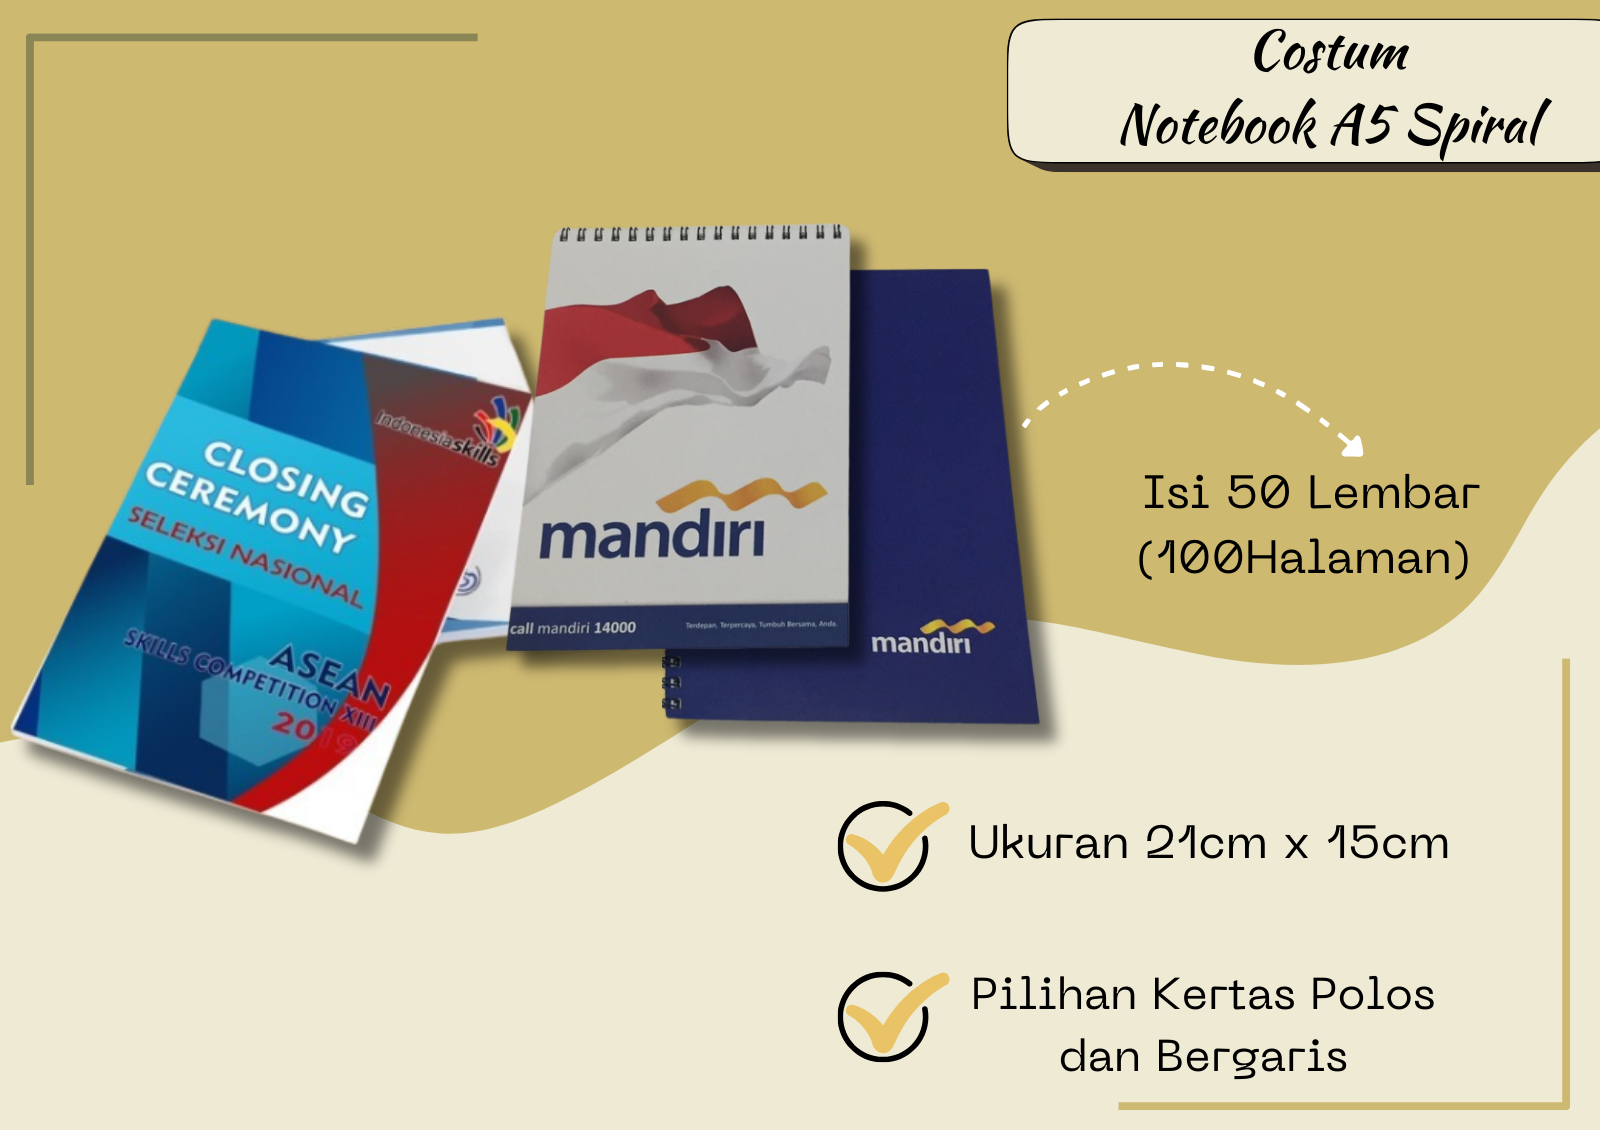 Costum
Notebook A5 Spiral
Indonesiaskills
CLOSING
CEREMONY
SELEKSI NASIONAL
ASEAN
SKILLS COMPETITION XIII
2019
mandiri
call mandiri 14000
Terdepan, Terpercaya, Tumbuh Bersama, Anda.
mandiri
Isi 50 Lembar
(100Halaman)
Ukuran 21cm x 15cm
Pilihan Kertas Polos
dan Bergaris